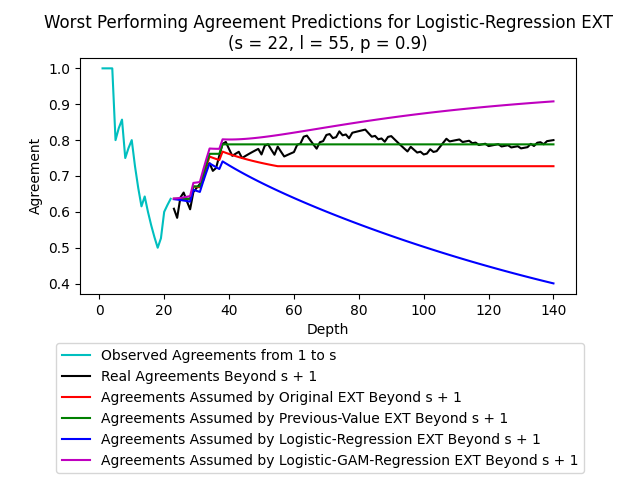 Worst Performing Agreement Predictions for Logistic-Regression EXT
(s = 22, l = 55, p = 0.9)
1.0
0.9
0.8
0.7
0.6
0.5
0.4
Agreement
0 20 40 60 80 100 120 140
Depth
Observed Agreements from 1 to s
Real Agreements Beyond s + 1
Agreements Assumed by Original EXT Beyond s + 1
Agreements Assumed by Previous-Value EXT Beyond s + 1
Agreements Assumed by Logistic-Regression EXT Beyond s + 1
Agreements Assumed by Logistic-GAM-Regression EXT Beyond s + 1